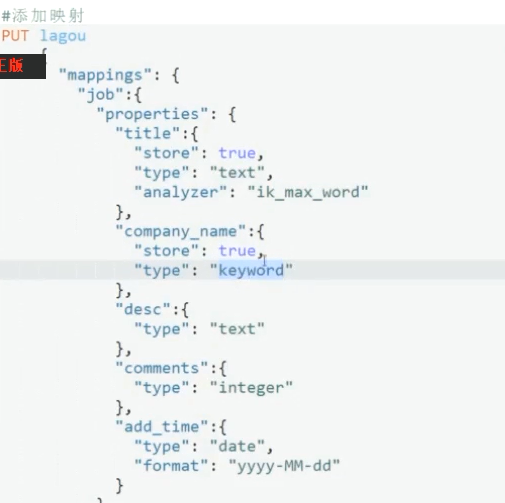 #添加映射
PUT lagou
{
正版
"mappings": {
"job":{
"properties": {
"title":{
"store": true,
"type": "text",
"analyzer": "ik_max_word"
},
"company_name":{
"store": true,
"type": "keyword"
},
"desc":{
"type": "text"
},
"comments":{
"type": "integer"
},
"add_time":{
"type": "date",
"format": "yyyy-MM-dd"
}